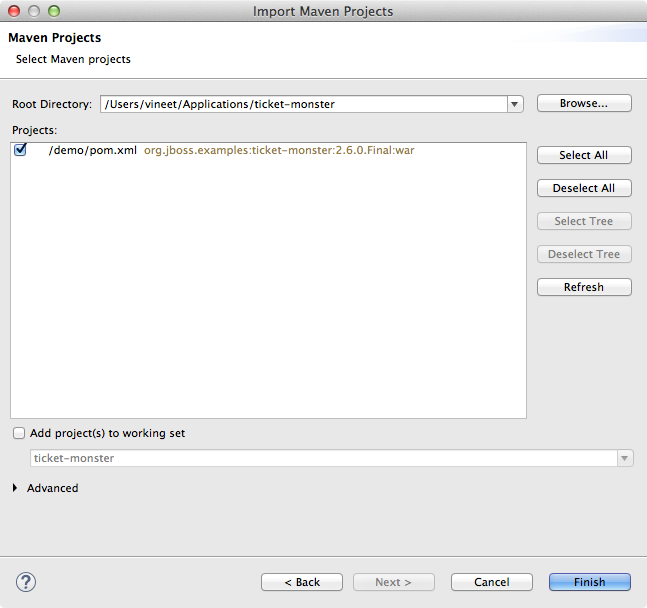 Import Maven Projects
Maven Projects
Select Maven projects
Root Directory: /Users/vineet/Applications/ticket-monster Browse...
Projects:
/demo/pom.xml org.jboss.examples:ticket-monster:2.6.0.Final:war
Select All
Deselect All
Select Tree
Deselect Tree
Refresh
Add project(s) to working set
ticket-monster
Advanced
? < Back Next > Cancel Finish